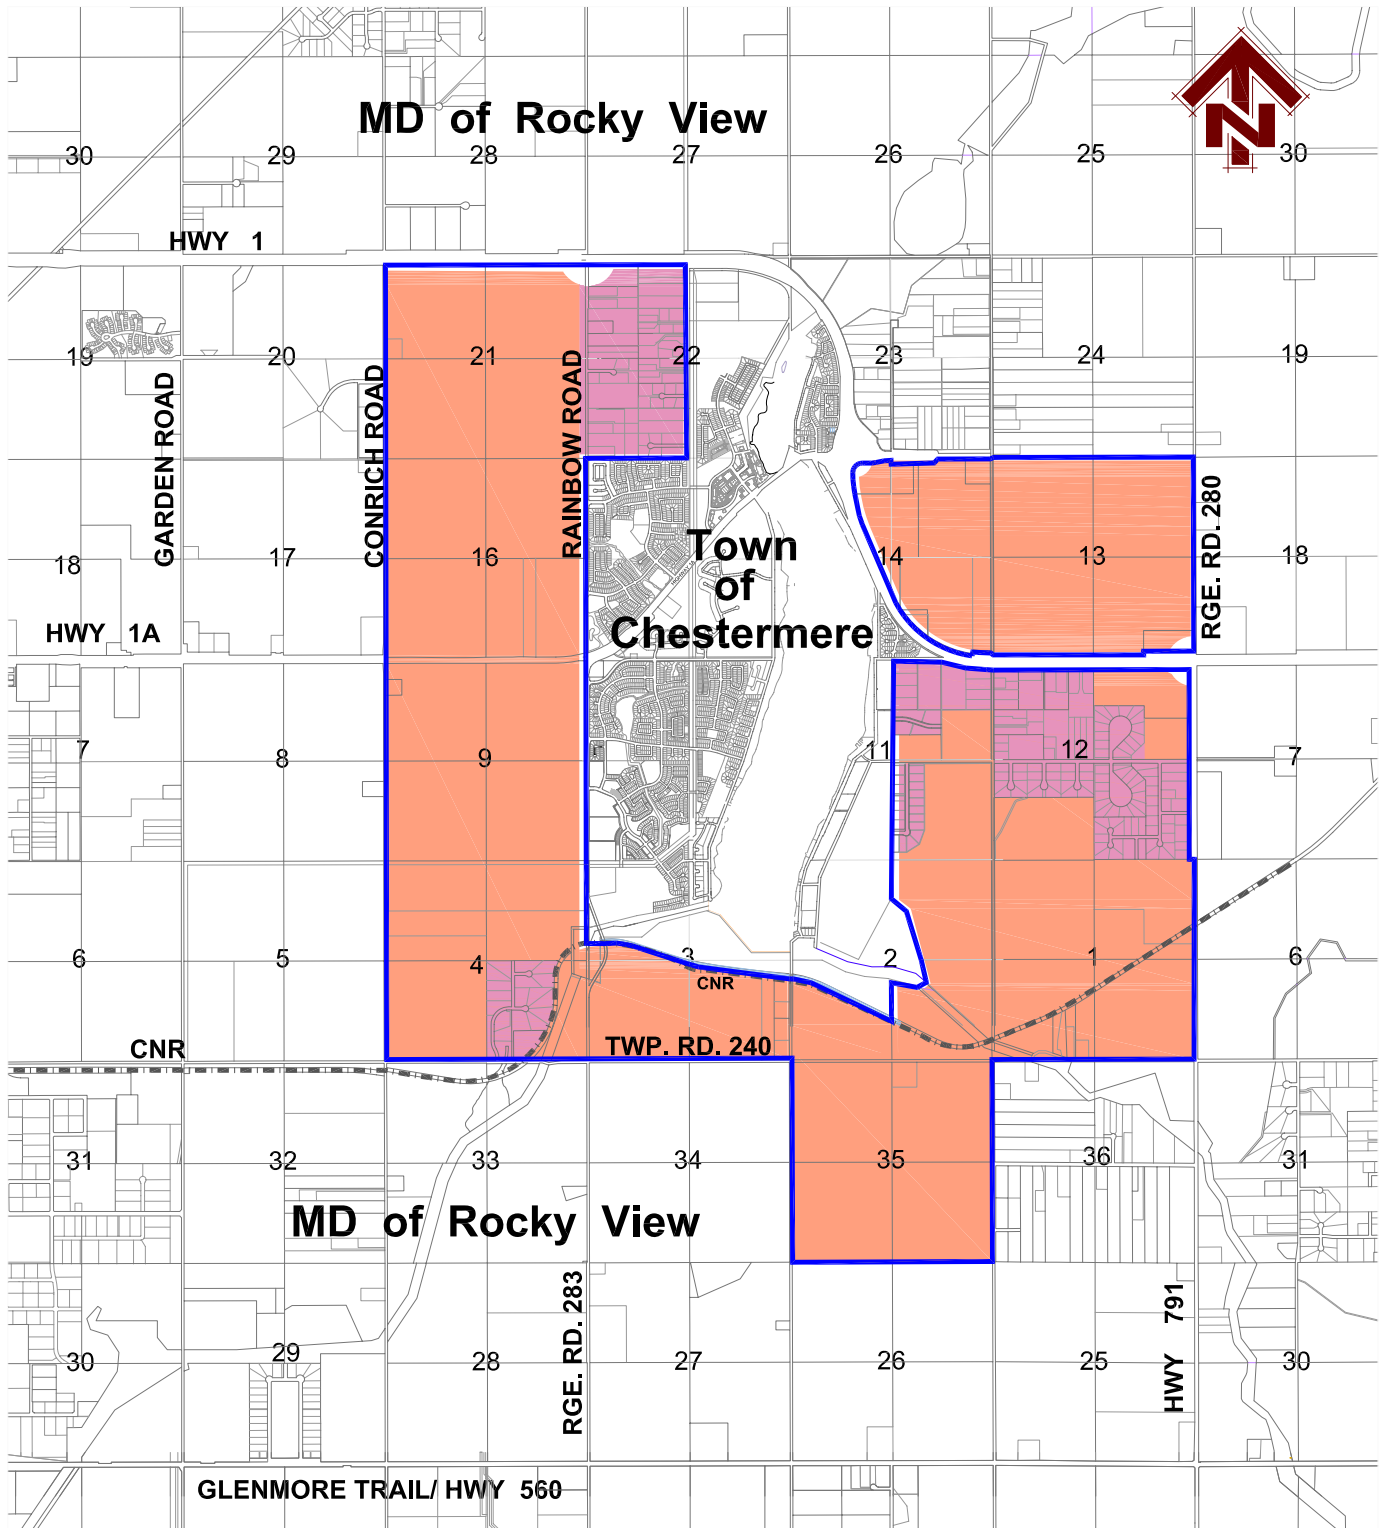 MD of Rocky View
30 29 28 27 26 25 30
N
HWY 1
19 20 21 22 23 24 19
GARDEN ROAD
CONRICH ROAD
RAINBOW ROAD
RGE. RD. 280
18 17 16 14 13 18
Town
of
Chestermere
HWY 1A
7 8 9 11 12 7
6 5 4 3 2 1 6
CNR
CNR
TWP. RD. 240
31 32 33 34 35 36 31
MD of Rocky View
RGE. RD. 283
HWY 791
30 29 28 27 26 25 30
GLENMORE TRAIL/ HWY 560